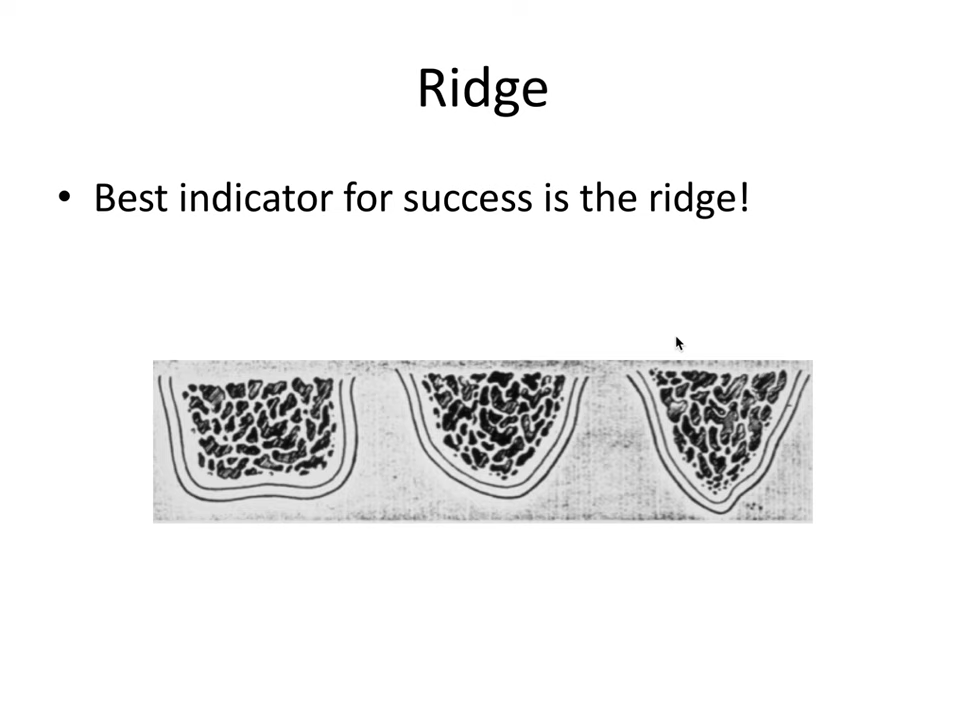 Ridge
• Best indicator for success is the ridge!